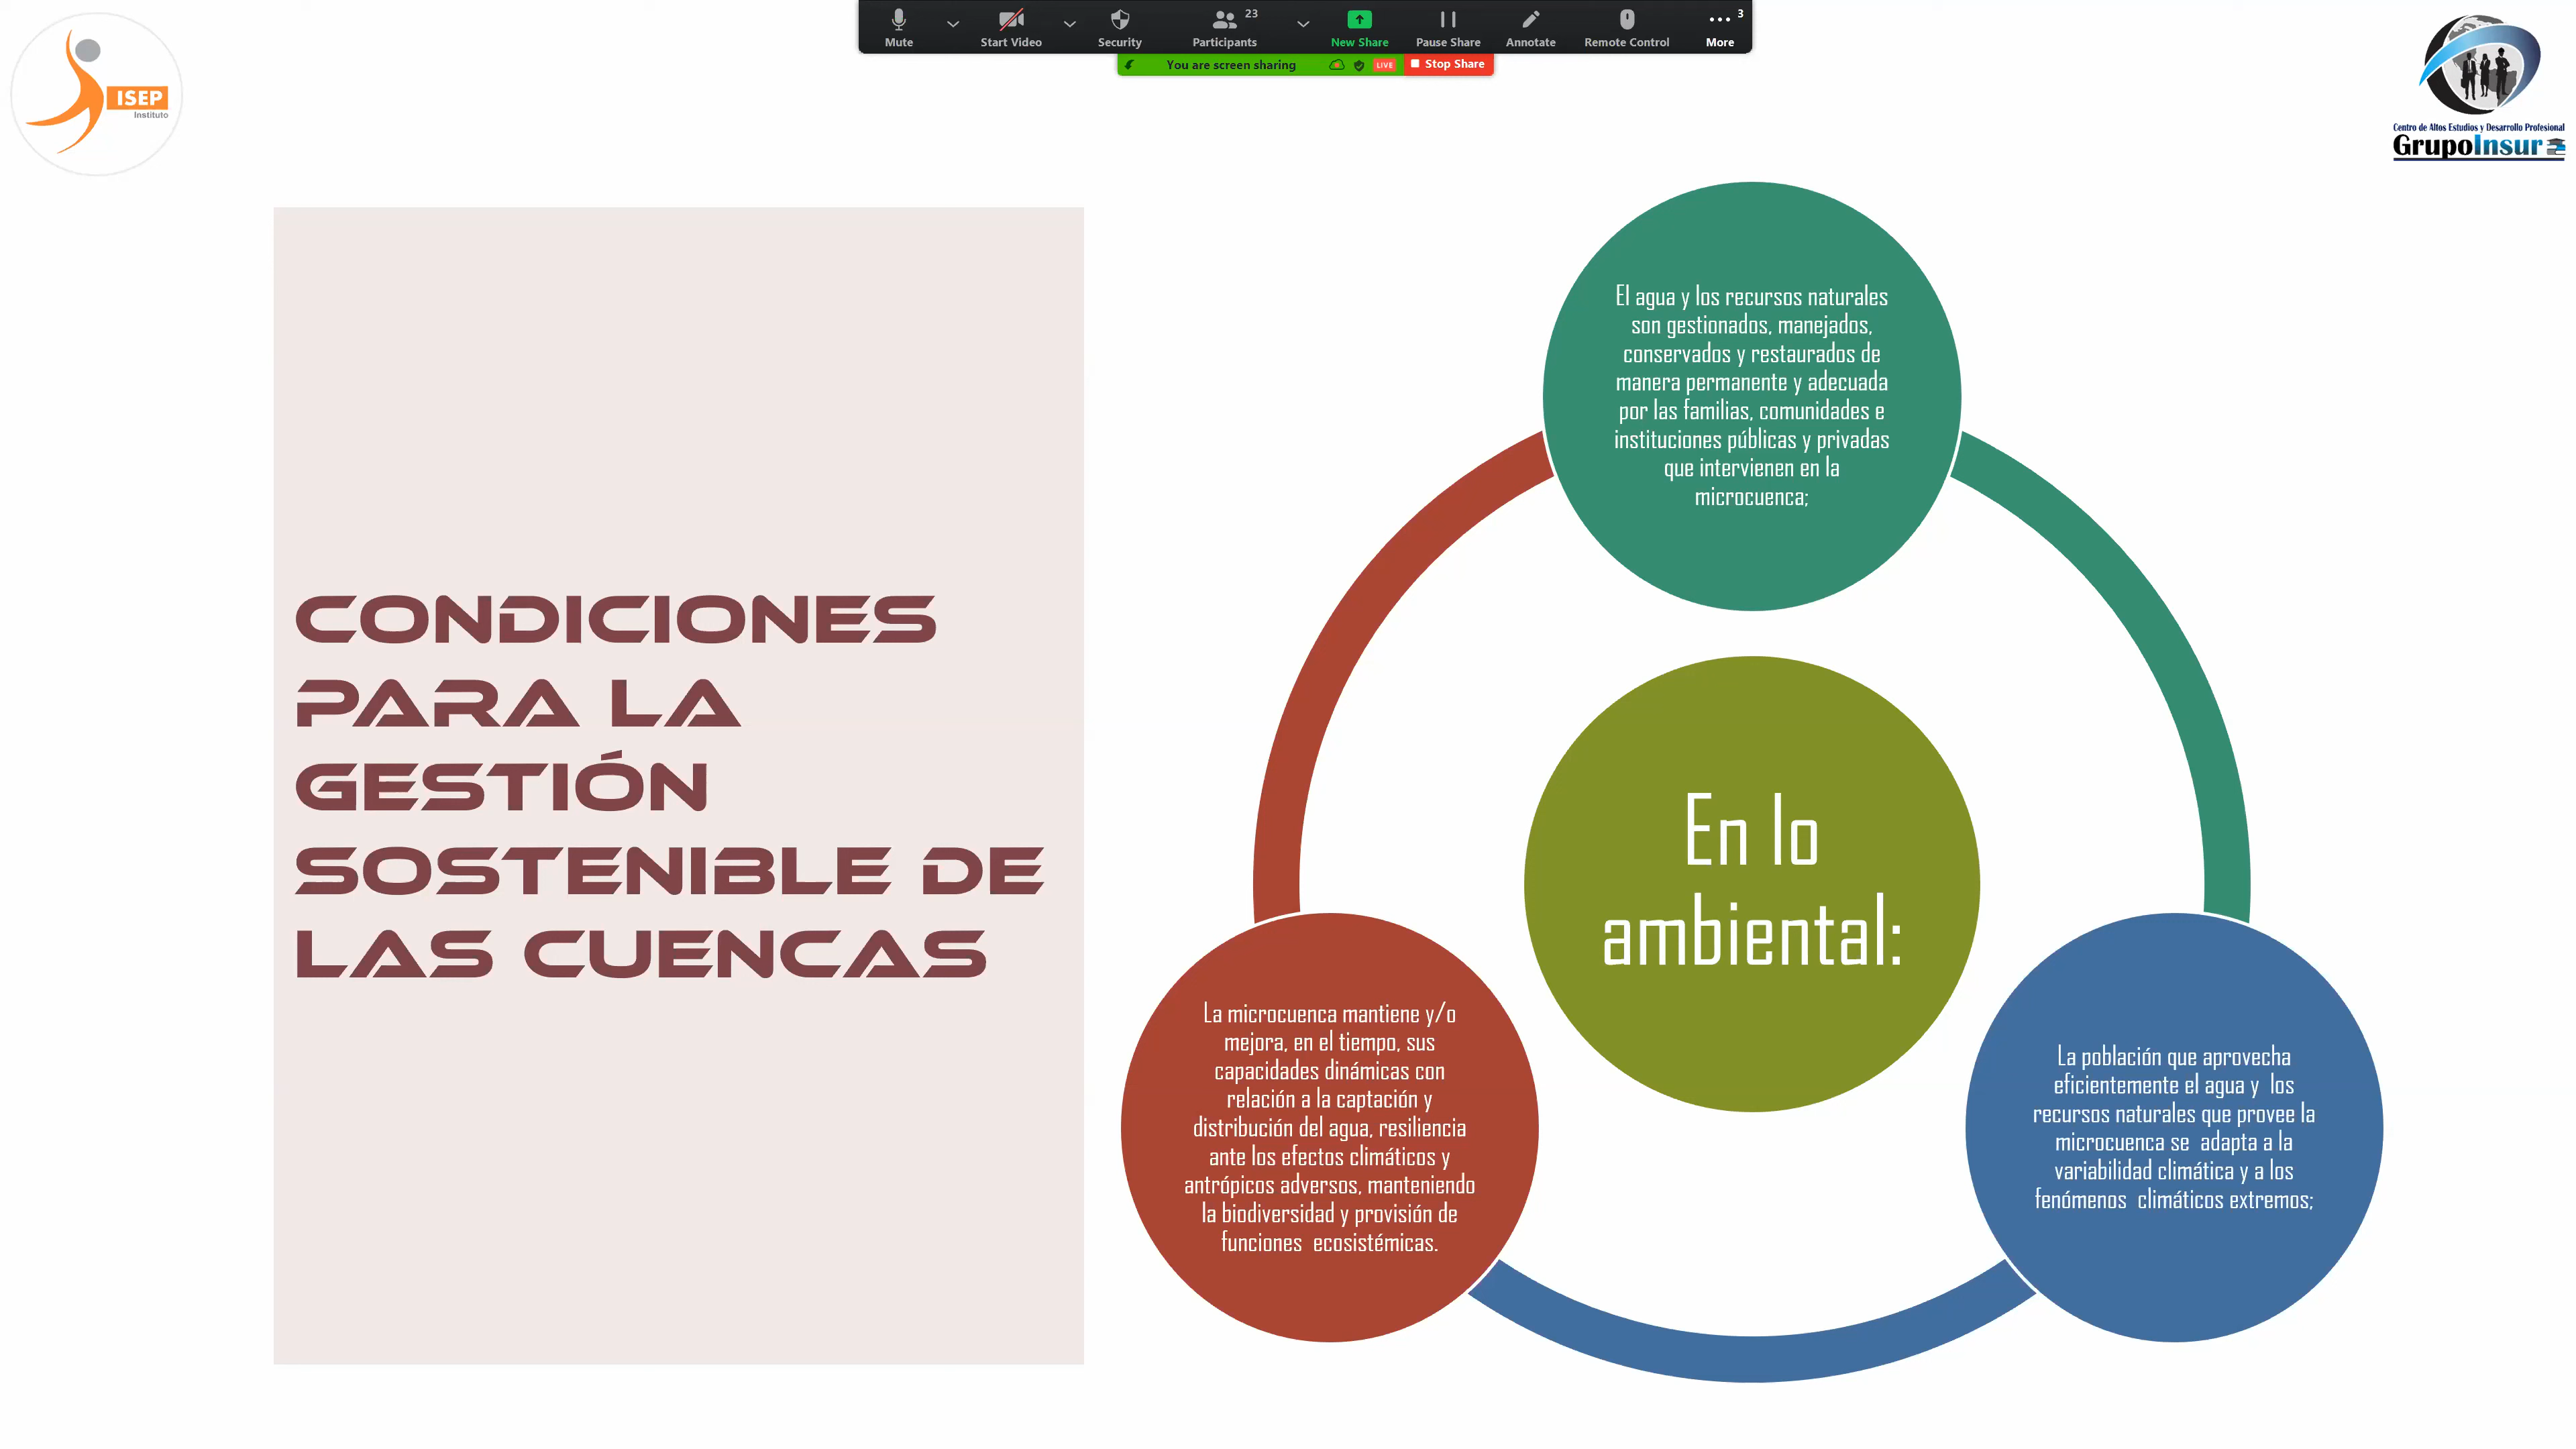 23
3
Mute
Start Video
Security
Participants
New Share
Pause Share
Annotate
Remote Control
More
You are screen sharing
LIVE
Stop Share
ISEP
Instituto
Centro de Altos Estudios y Desarrollo Profesional
GrupoInsur
CONDICIONES
PARA LA
GESTIÓN
SOSTENIBLE DE
LAS CUENCAS
El agua y los recursos naturales
son gestionados, manejados,
conservados y restaurados de
manera permanente y adecuada
por las familias, comunidades e
instituciones públicas y privadas
que intervienen en la
microcuenca;
En lo
ambiental:
La microcuenca mantiene y/o
mejora, en el tiempo, sus
capacidades dinámicas con
relación a la captación y
distribución del agua, resiliencia
ante los efectos climáticos y
antrópicos adversos, manteniendo
la biodiversidad y provisión de
funciones  ecosistémicas.
La población que aprovecha
eficientemente el agua y  los
recursos naturales que provee la
microcuenca se  adapta a la
variabilidad climática y a los
fenómenos  climáticos extremos;